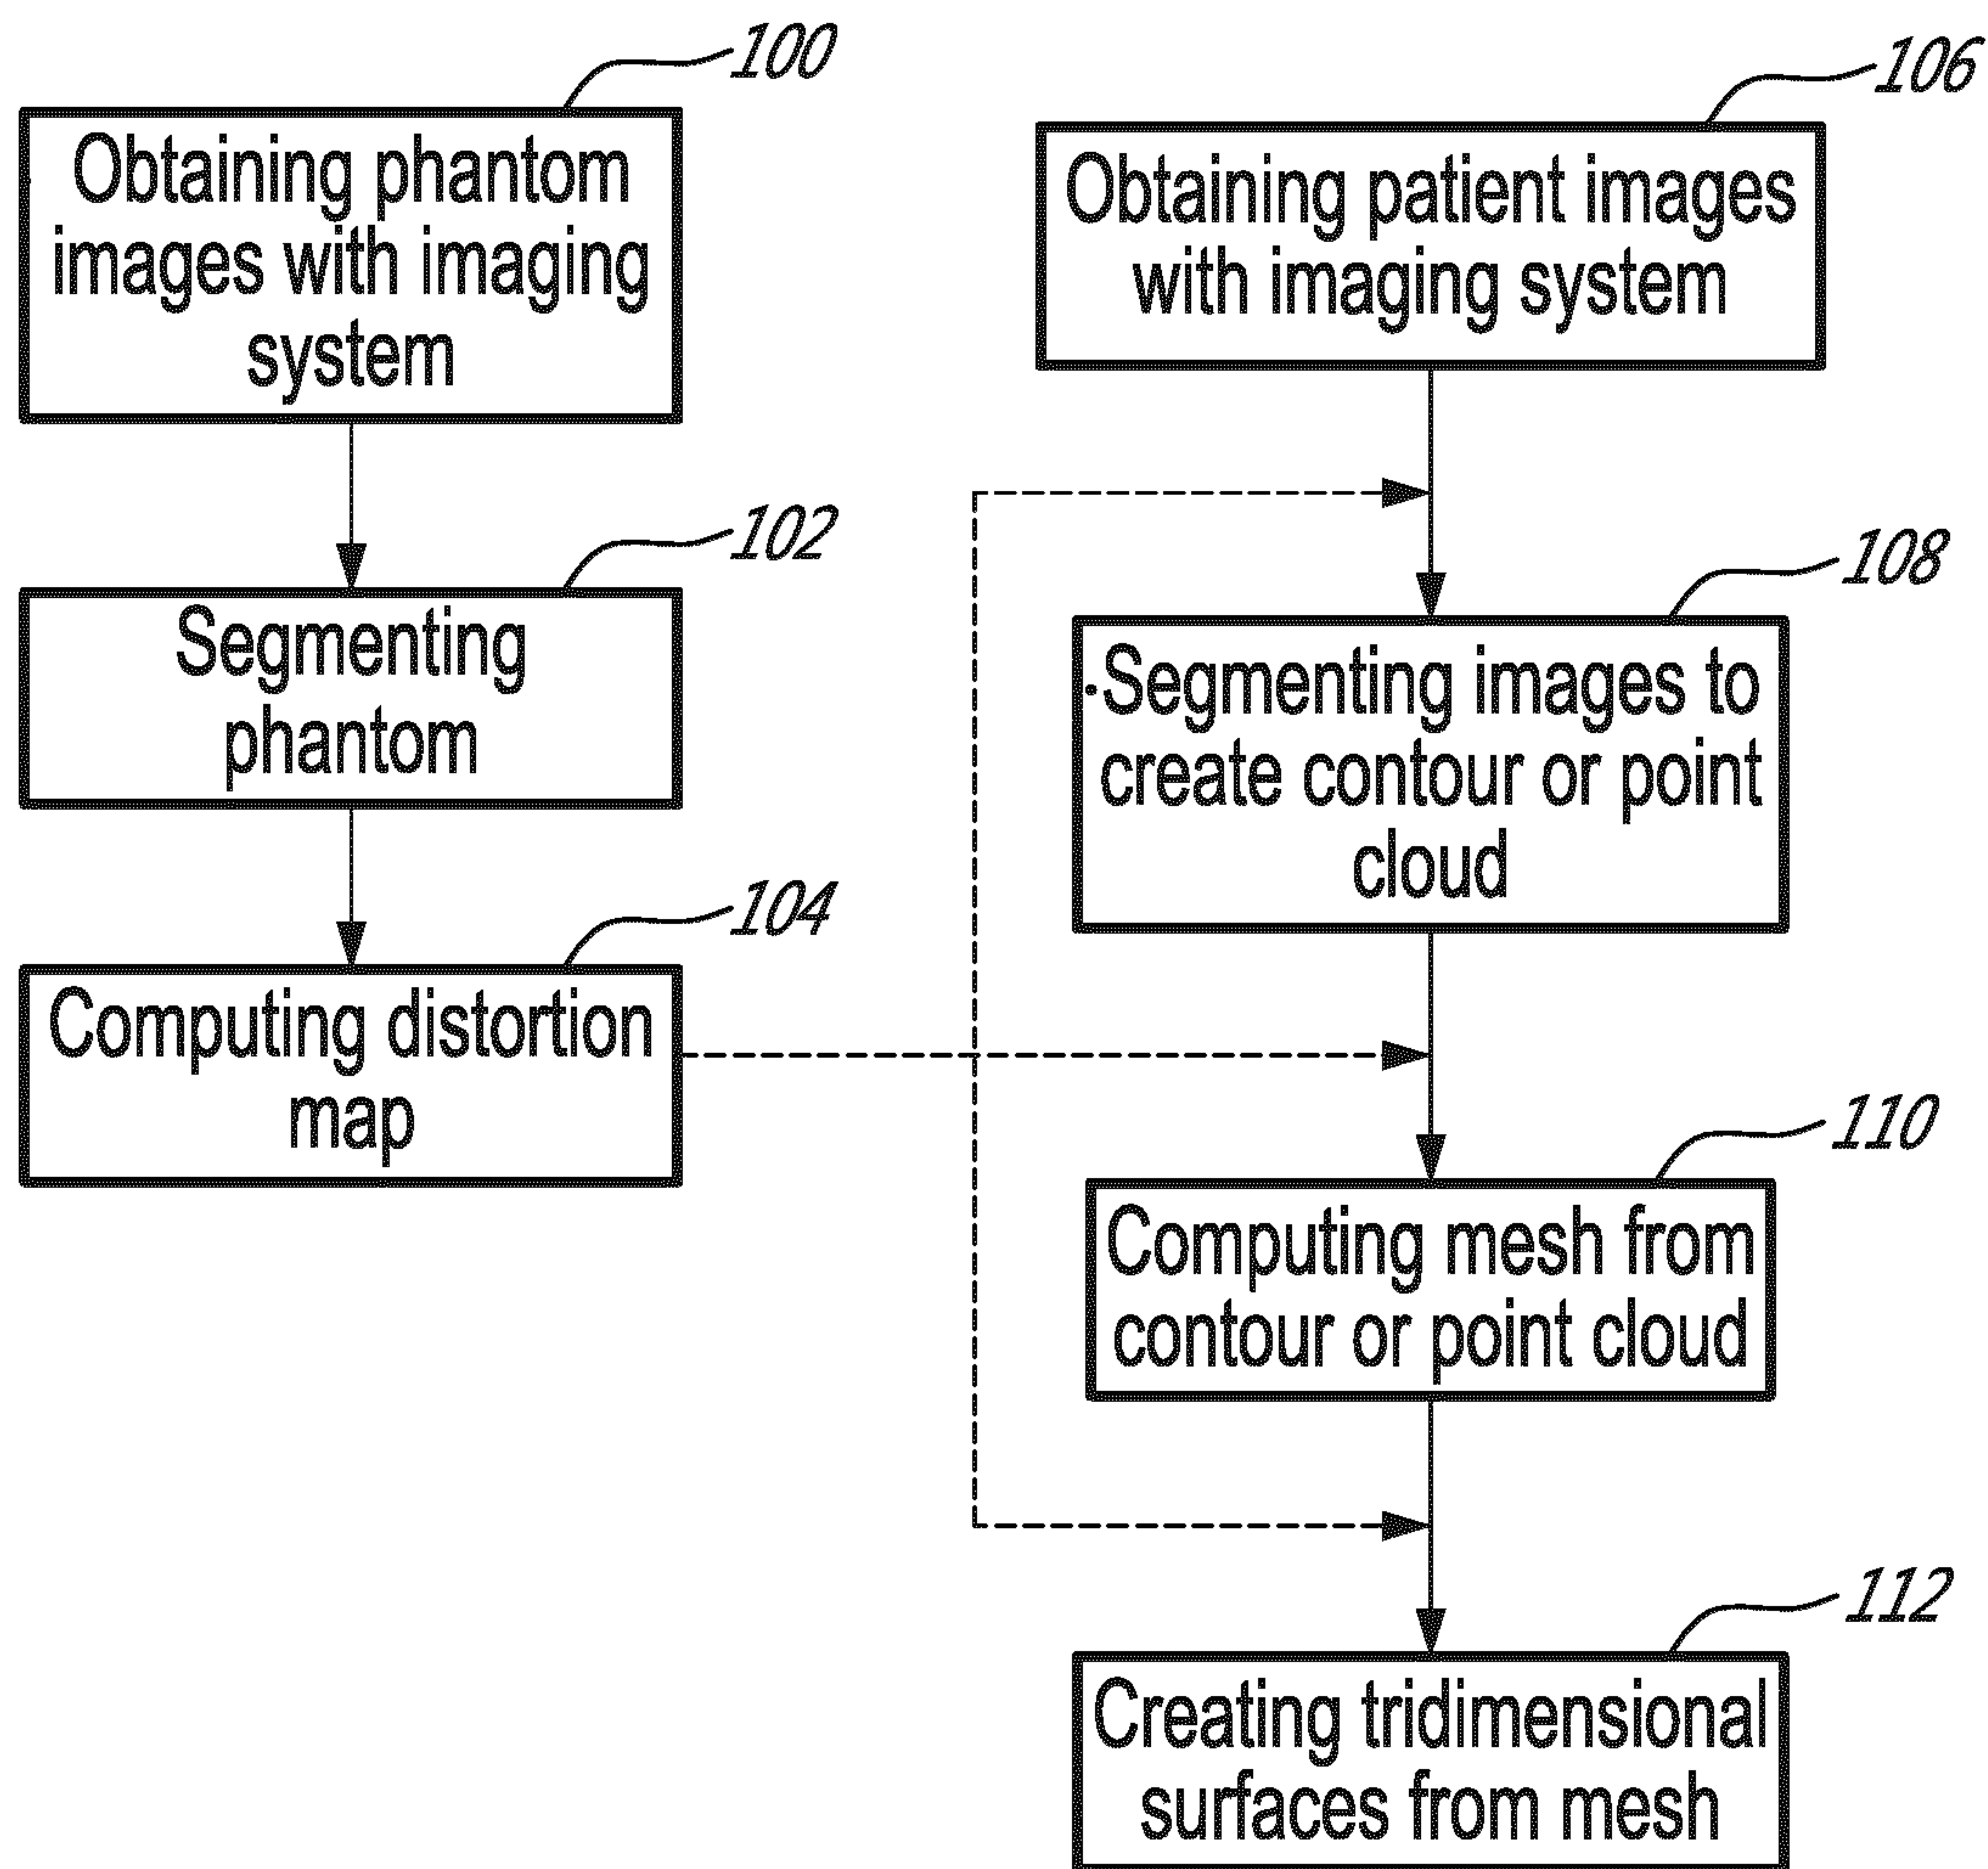 100
Obtaining phantom
images with imaging
system
102
Segmenting
phantom
104
Computing distortion
map
106
Obtaining patient images
with imaging system
108
Segmenting images to
create contour or point
cloud
110
Computing mesh from
contour or point cloud
112
Creating tridimensional
surfaces from mesh